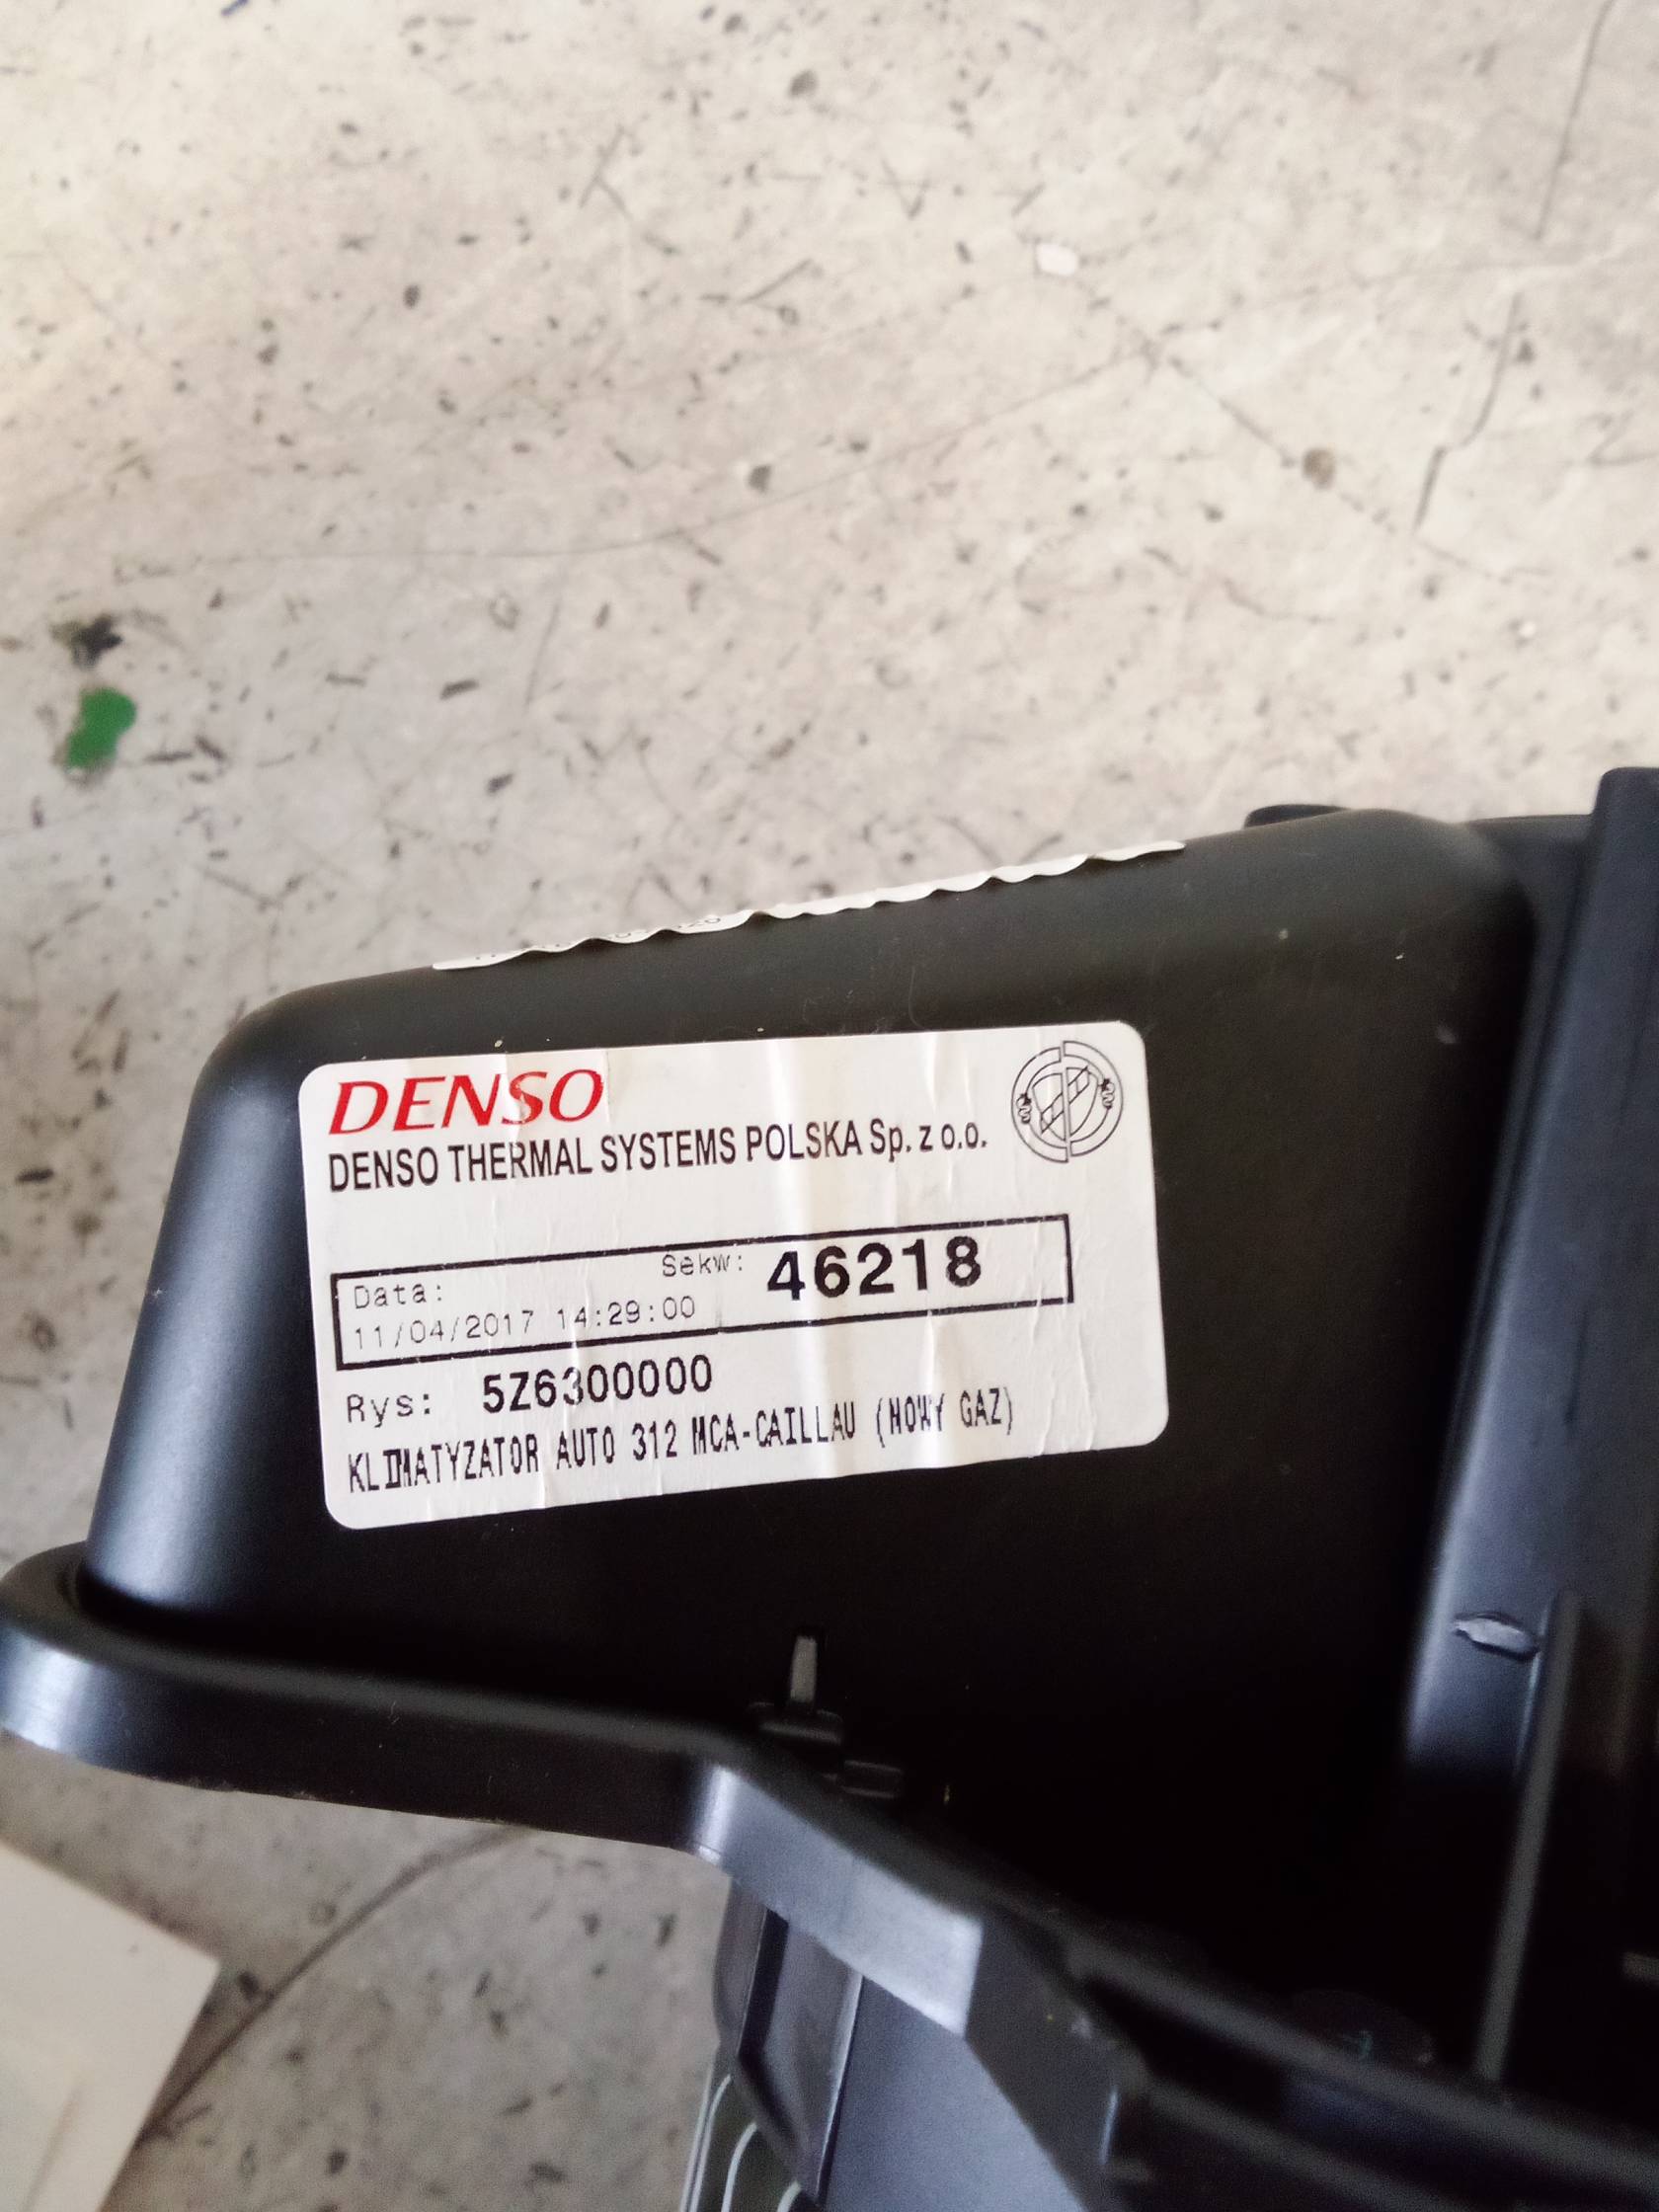 DENSO
DENSO THERMAL SYSTEMS POLSKA Sp. z o.o.
Data:
Sekw: 46218
11/04/2017 14:29:00
Rys: 5Z6300000
KLIMATYZATOR AUTO 312 MCA-CAILLAU (NOWY GAZ)